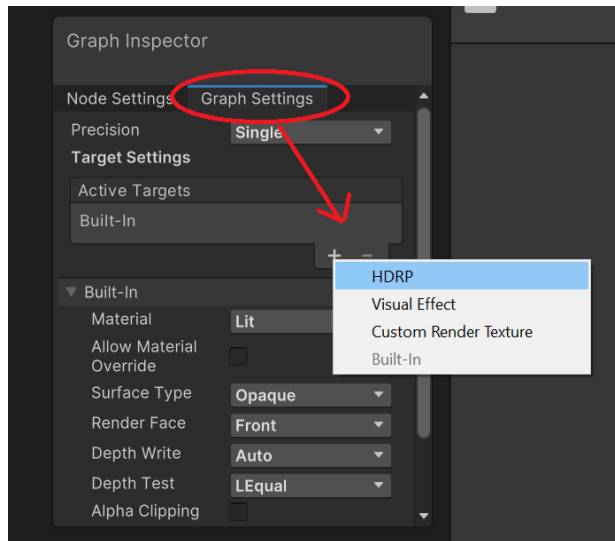 Graph Inspector
Node Settings Graph Settings
Precision Single
Target Settings
Active Targets
Built-In
+ −
HDRP
Visual Effect
Custom Render Texture
Built-In
Built-In
Material Lit
Allow Material
Override
Surface Type Opaque
Render Face Front
Depth Write Auto
Depth Test LEqual
Alpha Clipping